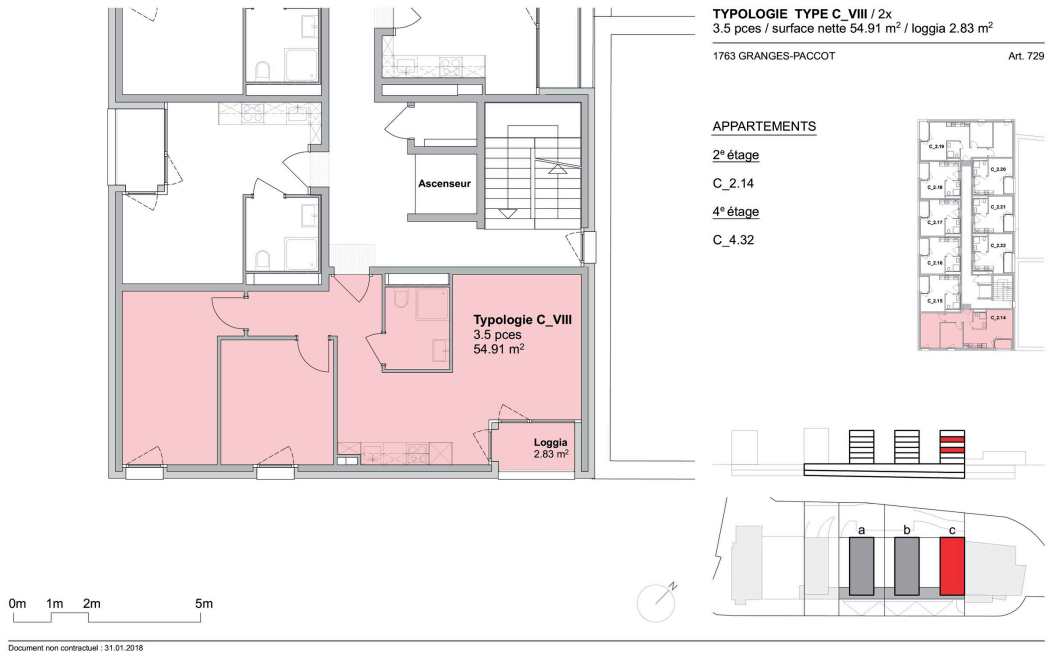 TYPOLOGIE TYPE C_VIII / 2x
3.5 pces / surface nette 54.91 m² / loggia 2.83 m²
1763 GRANGES-PACCOT Art. 729
APPARTEMENTS
2e étage
C_2.14
4e étage
C_4.32
Ascenseur
Typologie C_VIII
3.5 pces
54.91 m²
Loggia
2.83 m²
C_2.19
C_2.20
C_2.18
C_2.21
C_2.17
C_2.22
C_2.16
C_2.15
C_2.14
a b c
N
0m 1m 2m 5m
Document non contractuel : 31.01.2018